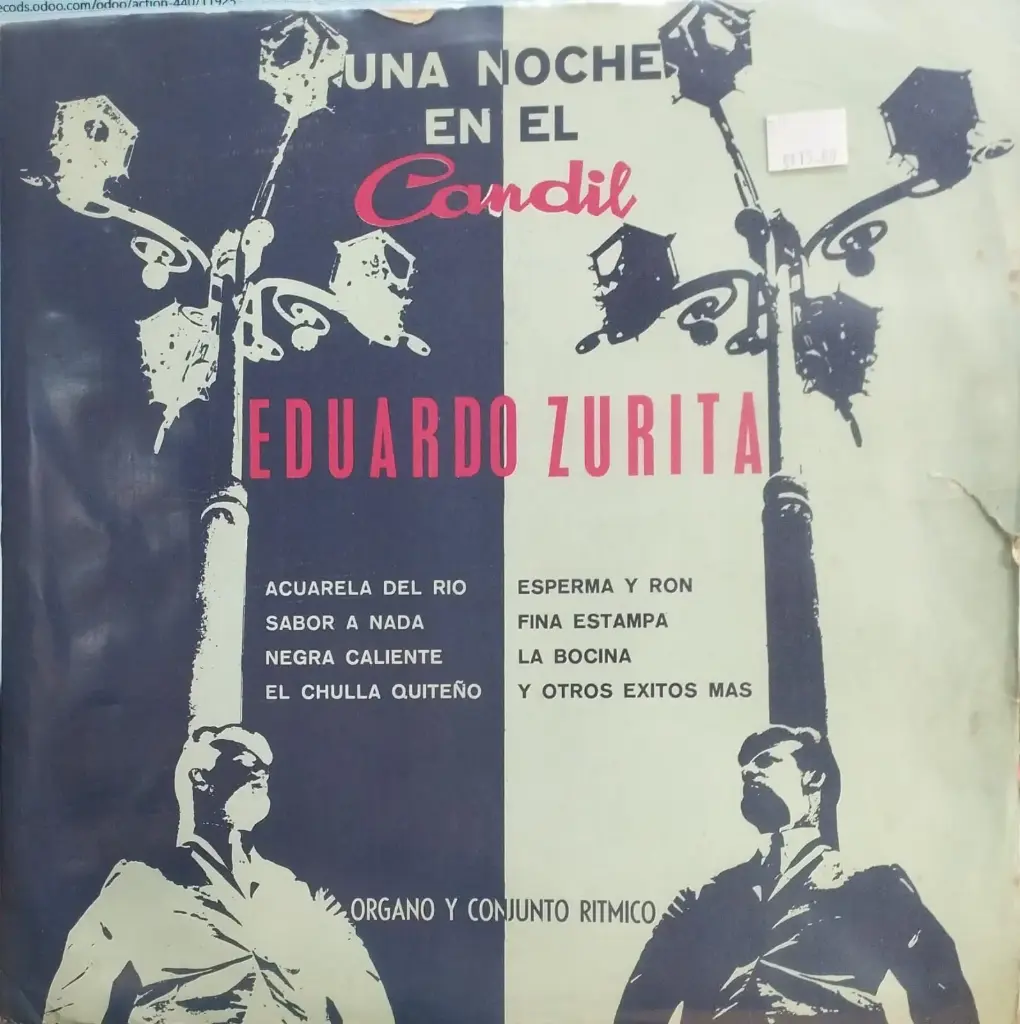 UNA NOCHE
EN EL
Candil
EDUARDO ZURITA
ACUARELA DEL RIO
SABOR A NADA
NEGRA CALIENTE
EL CHULLA QUITEÑO
ESPERMA Y RON
FINA ESTAMPA
LA BOCINA
Y OTROS EXITOS MAS
ORGANO Y CONJUNTO RITMICO